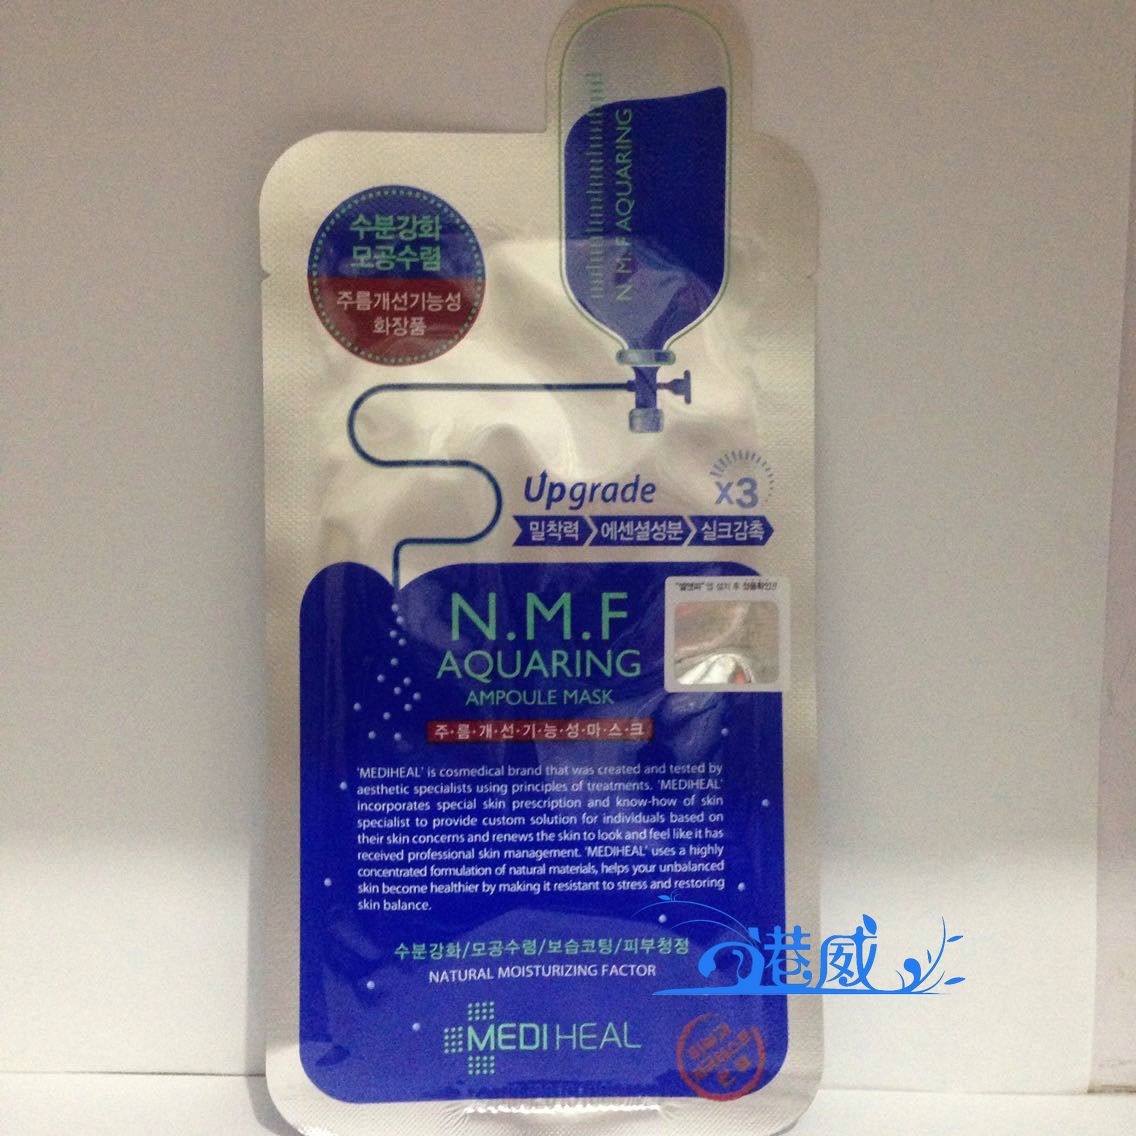 N.M.F AQUARING
수분강화
모공수렴
주름개선기능성
화장품
Upgrade
X3
밀착력 에센셜성분 실크감촉
N.M.F
AQUARING
AMPOULE MASK
주·름·개·선·기·능·성·마·스·크
'MEDIHEAL' is cosmedical brand that was created and tested by
aesthetic specialists using principles of treatments. 'MEDIHEAL'
incorporates special skin prescription and know-how of skin
specialist to provide custom solution for individuals based on
their skin concerns and renews the skin to look and feel like it has
received professional skin management. 'MEDIHEAL' uses a highly
concentrated formulation of natural materials, helps your unbalanced
skin become healthier by making it resistant to stress and restoring
skin balance.
수분강화/모공수렴/보습코팅/피부청정
NATURAL MOISTURIZING FACTOR
港威
MEDIHEAL